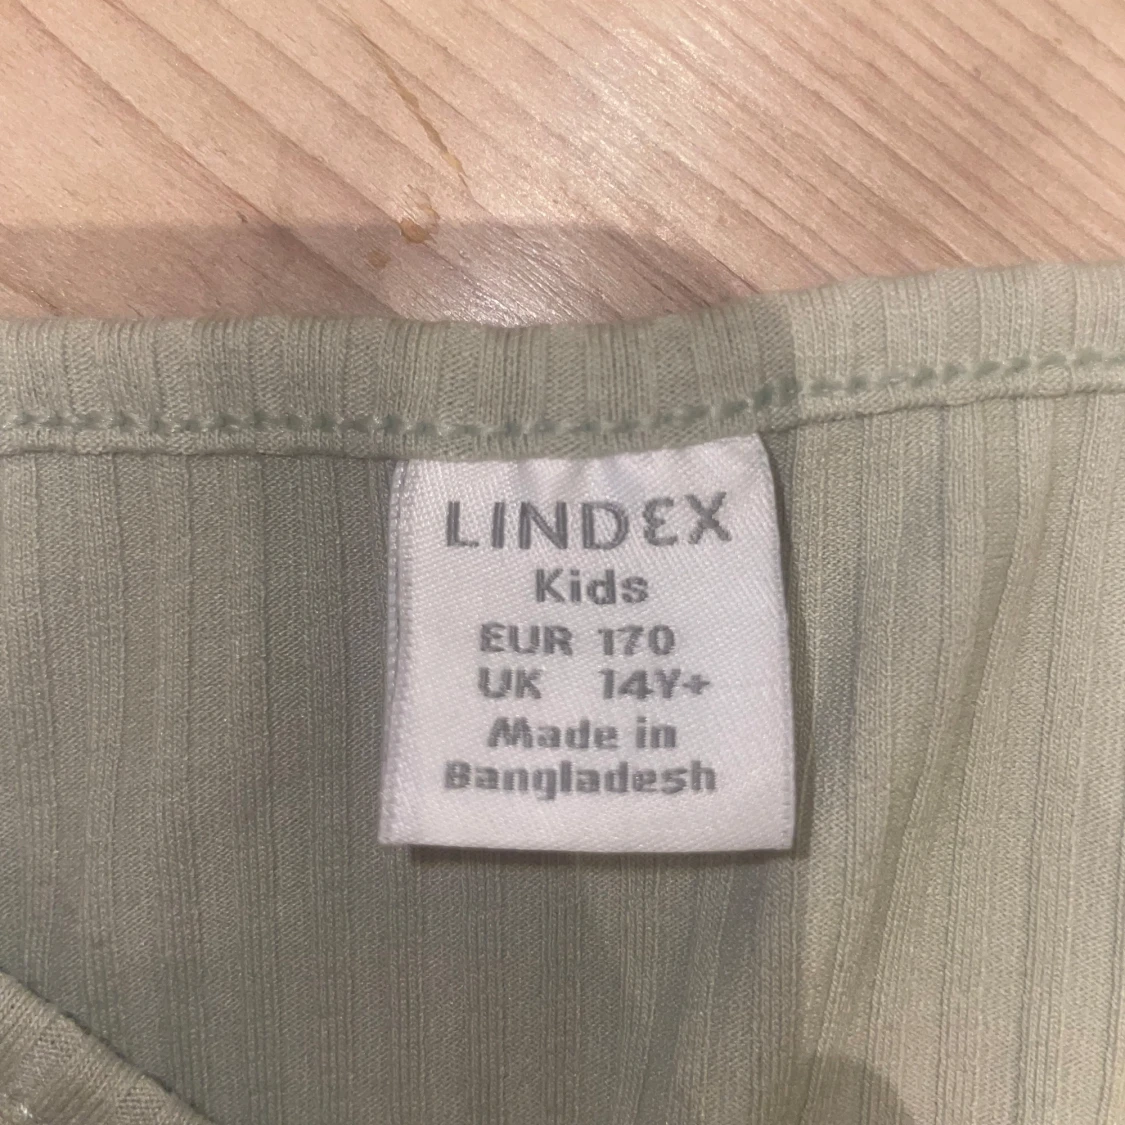 LINDEX
Kids
EUR 170
UK 14Y+
Made in
Bangladesh